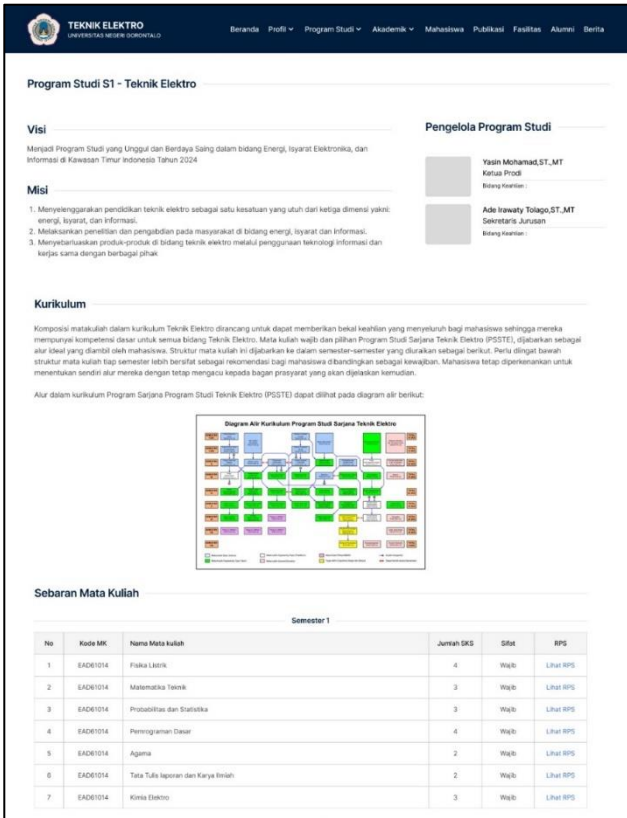 TEKNIK ELEKTRO
UNIVERSITAS NEGERI GORONTALO
Beranda Profil Program Studi Akademik Mahasiswa Publikasi Fasilitas Alumni Berita
Program Studi S1 - Teknik Elektro
Visi
Menjadi Program Studi yang Unggul dan Berdaya Saing dalam bidang Energi, Isyarat Elektronika, dan
Informasi di Kawasan Timur Indonesia Tahun 2024
Misi
1. Menyelenggarakan pendidikan teknik elektro sebagai satu kesatuan yang utuh dari ketiga dimensi yakni:
energi, isyarat, dan informasi.
2. Melaksankan penelitian dan pengabdian pada masyarakat di bidang energi, isyarat dan informasi.
3. Menyebarluaskan produk-produk di bidang teknik elektro melalui penggunaan teknologi informasi dan
kerjas sama dengan berbagai pihak
Pengelola Program Studi
Yasin Mohamad,ST.,MT
Ketua Prodi
Bidang Keahlian :
Ade Irawaty Tolago,ST.,MT
Sekretaris Jurusan
Bidang Keahlian :
Kurikulum
Komposisi matakuliah dalam kurikulum Teknik Elektro dirancang untuk dapat memberikan bekal keahlian yang menyeluruh bagi mahasiswa sehingga mereka
mempunyai kompetensi dasar untuk semua bidang Teknik Elektro. Mata kuliah wajib dan pilihan Program Studi Sarjana Teknik Elektro (PSSTE), dijabarkan sebagai
alur ideal yang diambil oleh mahasiswa. Struktur mata kuliah ini dijabarkan ke dalam semester-semester yang diuraikan sebagai berikut. Perlu diingat bawah
struktur mata kuliah tiap semester lebih bersifat sebagai rekomendasi bagi mahasiswa dibandingkan sebagai kewajiban. Mahasiswa tetap diperkenankan untuk
menentukan sendiri alur mereka dengan tetap mengacu kepada bagan prasyarat yang akan dijelaskan kemudian.
Alur dalam kurikulum Program Sarjana Program Studi Teknik Elektro (PSSTE) dapat dilihat pada diagram alir berikut:
Diagram Alir Kurikulum Program Studi Sarjana Teknik Elektro
Sebaran Mata Kuliah
Semester 1
No Kode MK Nama Mata kuliah Jumlah SKS Sifat RPS
1 EAD61014 Fisika Listrik 4 Wajib Lihat RPS
2 EAD61014 Matematika Teknik 3 Wajib Lihat RPS
3 EAD61014 Probabilitas dan Statistika 3 Wajib Lihat RPS
4 EAD61014 Pemrograman Dasar 4 Wajib Lihat RPS
5 EAD61014 Agama 2 Wajib Lihat RPS
6 EAD61014 Tata Tulis laporan dan Karya Ilmiah 2 Wajib Lihat RPS
7 EAD61014 Kimia Elektro 3 Wajib Lihat RPS